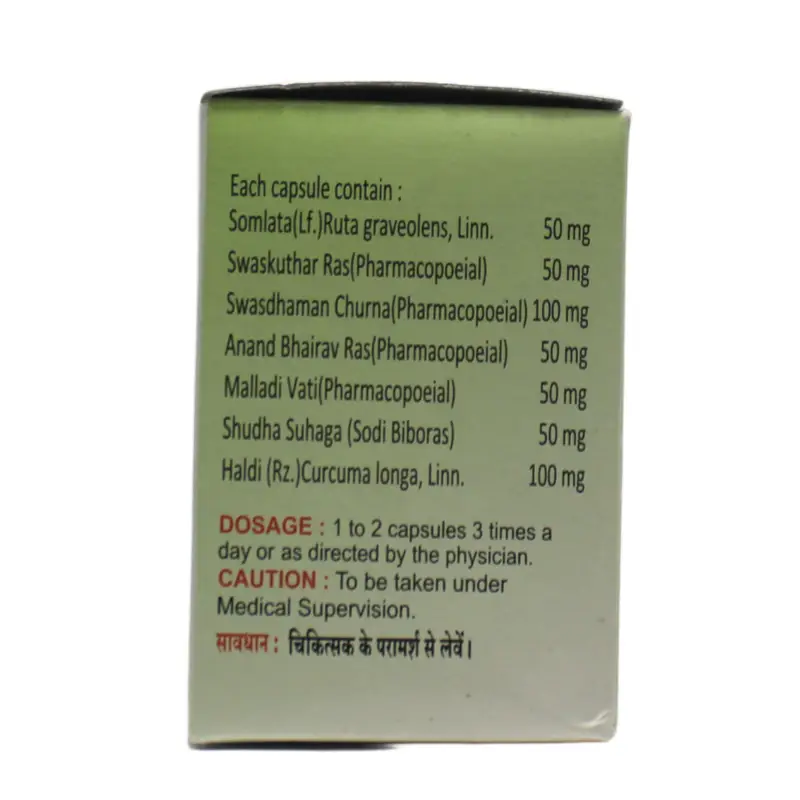 Each capsule contain :
Somlata(Lf.)Ruta graveolens, Linn. 50 mg
Swaskuthar Ras(Pharmacopoeial) 50 mg
Swasdhaman Churna(Pharmacopoeial) 100 mg
Anand Bhairav Ras(Pharmacopoeial) 50 mg
Malladi Vati(Pharmacopoeial) 50 mg
Shudha Suhaga (Sodi Biboras) 50 mg
Haldi (Rz.)Curcuma longa, Linn. 100 mg
DOSAGE : 1 to 2 capsules 3 times a
day or as directed by the physician.
CAUTION : To be taken under
Medical Supervision.
सावधान : चिकित्सक के परामर्श से लेवें।